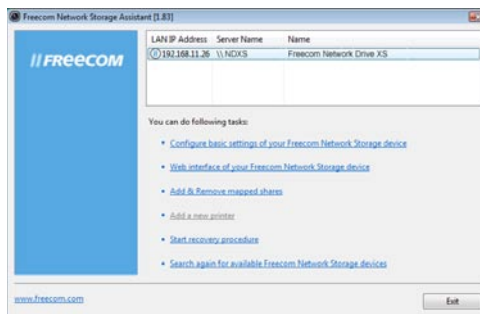 Freecom Network Storage Assistant [1.83]
FREECOM
LAN IP Address Server Name Name
192.168.11.26 \\NDXS Freecom Network Drive XS
You can do following tasks:
• Configure basic settings of your Freecom Network Storage device
• Web interface of your Freecom Network Storage device
• Add & Remove mapped shares
• Add a new printer
• Start recovery procedure
• Search again for available Freecom Network Storage devices
www.freecom.com
Exit